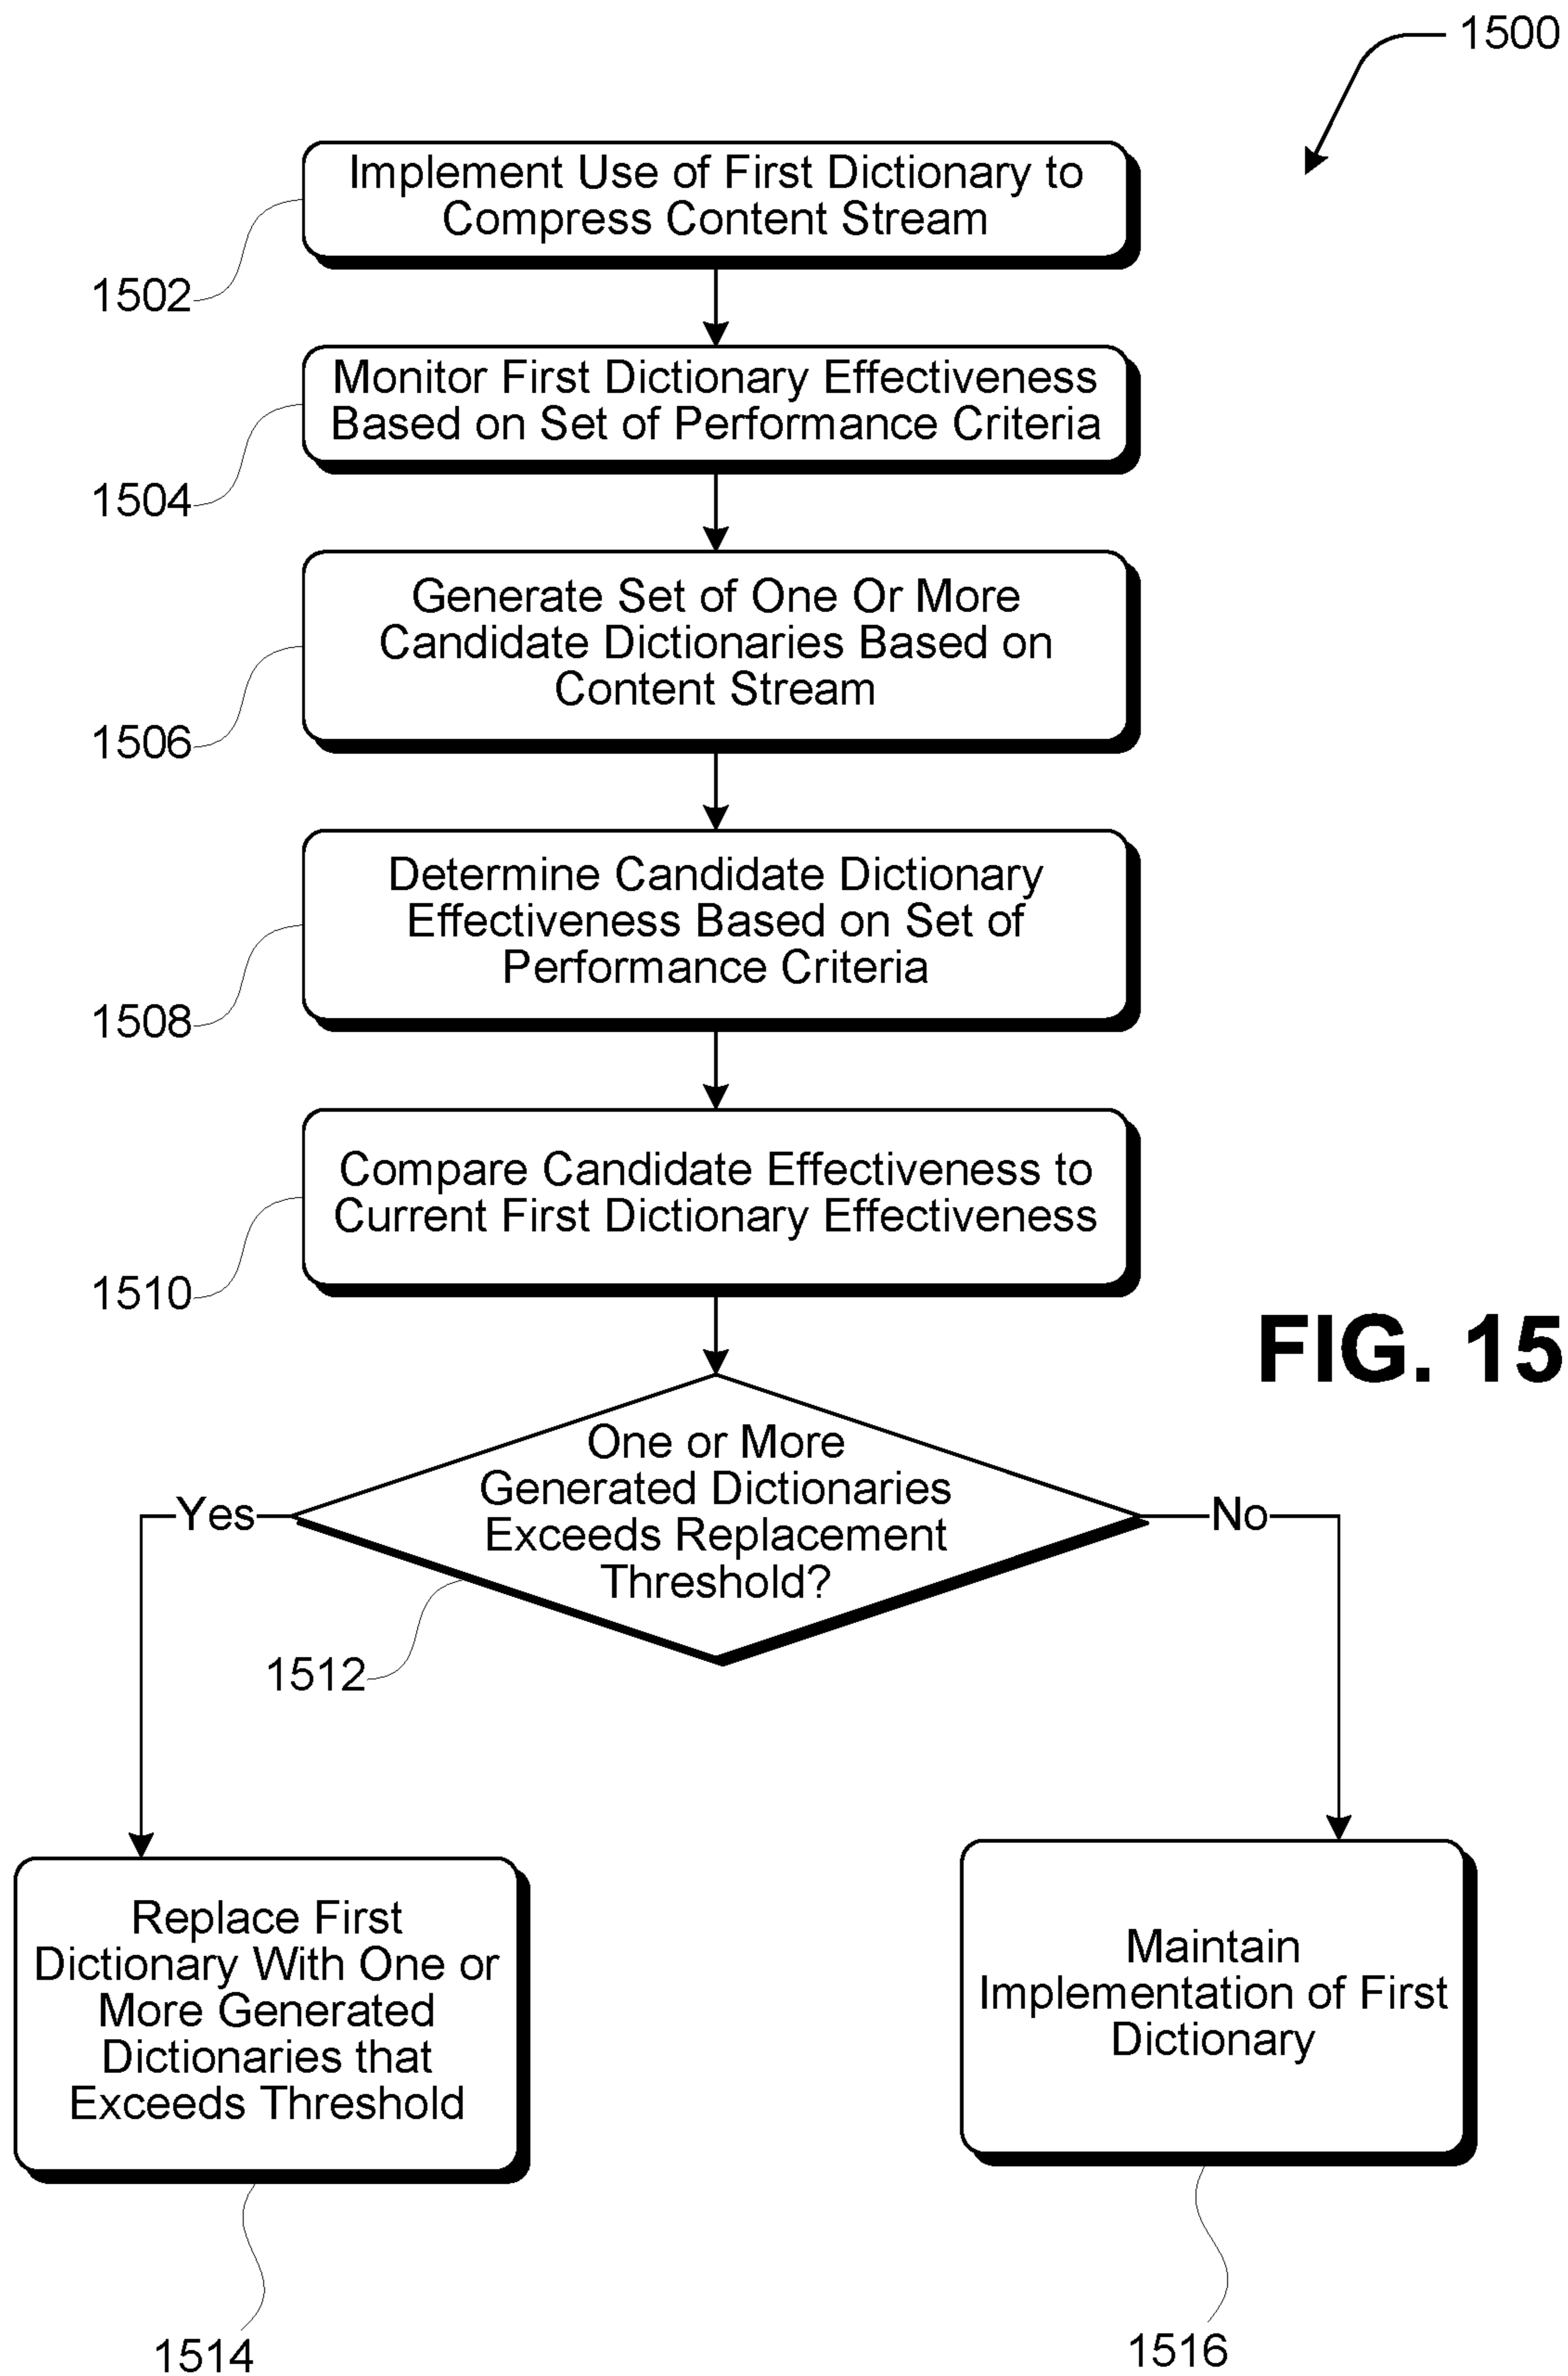 1500
Implement Use of First Dictionary to
Compress Content Stream
1502
Monitor First Dictionary Effectiveness
Based on Set of Performance Criteria
1504
Generate Set of One Or More
Candidate Dictionaries Based on
Content Stream
1506
Determine Candidate Dictionary
Effectiveness Based on Set of
Performance Criteria
1508
Compare Candidate Effectiveness to
Current First Dictionary Effectiveness
1510
FIG. 15
One or More
Generated Dictionaries
Exceeds Replacement
Threshold?
Yes
No
1512
Replace First
Dictionary With One or
More Generated
Dictionaries that
Exceeds Threshold
Maintain
Implementation of First
Dictionary
1514
1516